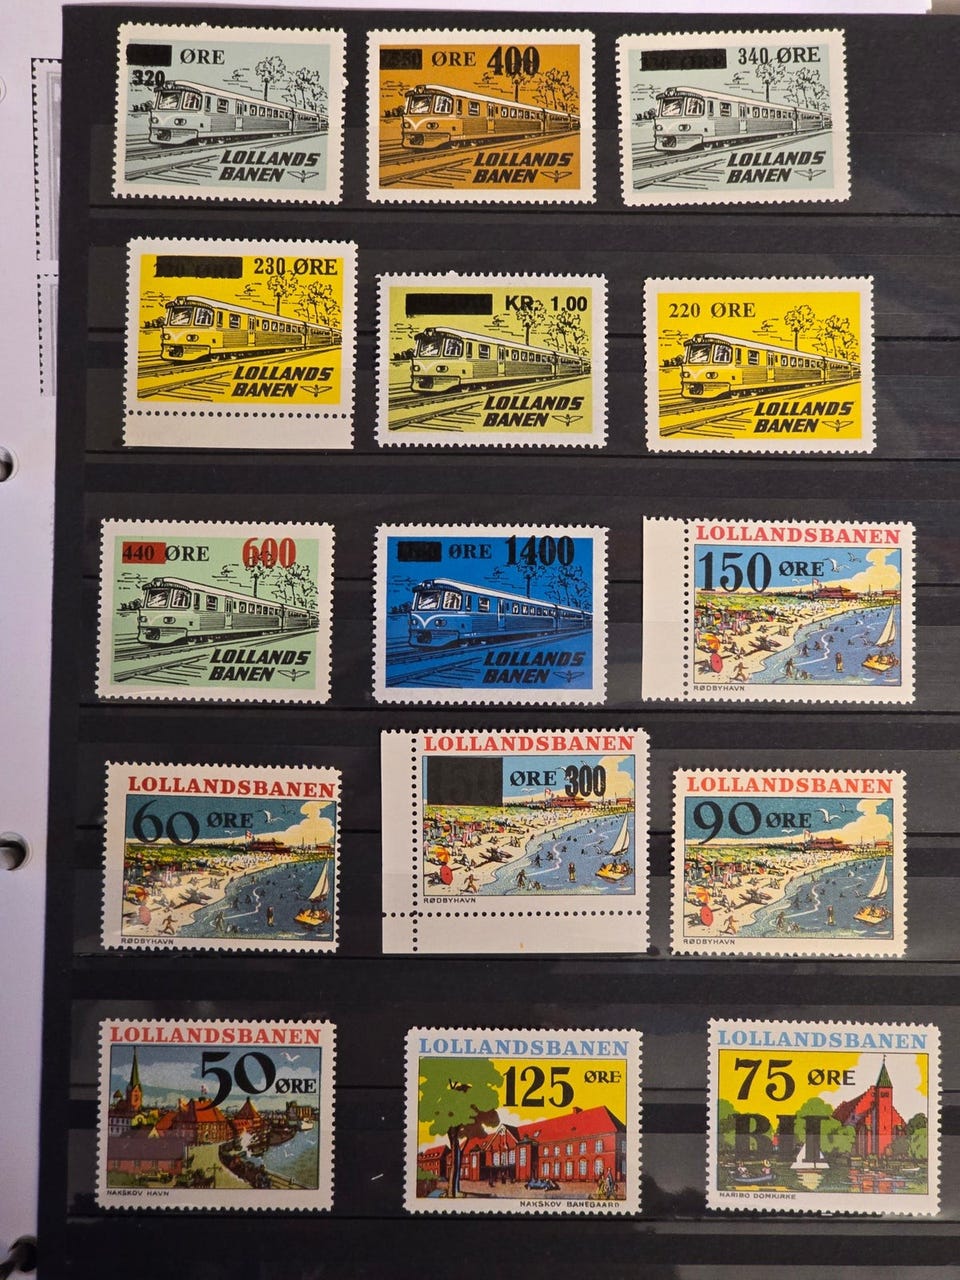 ØRE
320
LOLLANDS
BANEN
ØRE 400
LOLLANDS
BANEN
340 ØRE
LOLLANDS
BANEN
230 ØRE
LOLLANDS
BANEN
KR. 1.00
LOLLANDS
BANEN
220 ØRE
LOLLANDS
BANEN
440 ØRE 600
LOLLANDS
BANEN
ØRE 1400
LOLLANDS
BANEN
LOLLANDSBANEN
150 ØRE
RØDBYHAVN
LOLLANDSBANEN
60 ØRE
RØDBYHAVN
LOLLANDSBANEN
150 ØRE 300
RØDBYHAVN
LOLLANDSBANEN
90 ØRE
RØDBYHAVN
LOLLANDSBANEN
50 ØRE
NAKSKOV HAVN
LOLLANDSBANEN
125 ØRE
NAKSKOV BANEGAARD
LOLLANDSBANEN
75 ØRE
BIL
MARIBO DOMKIRKE